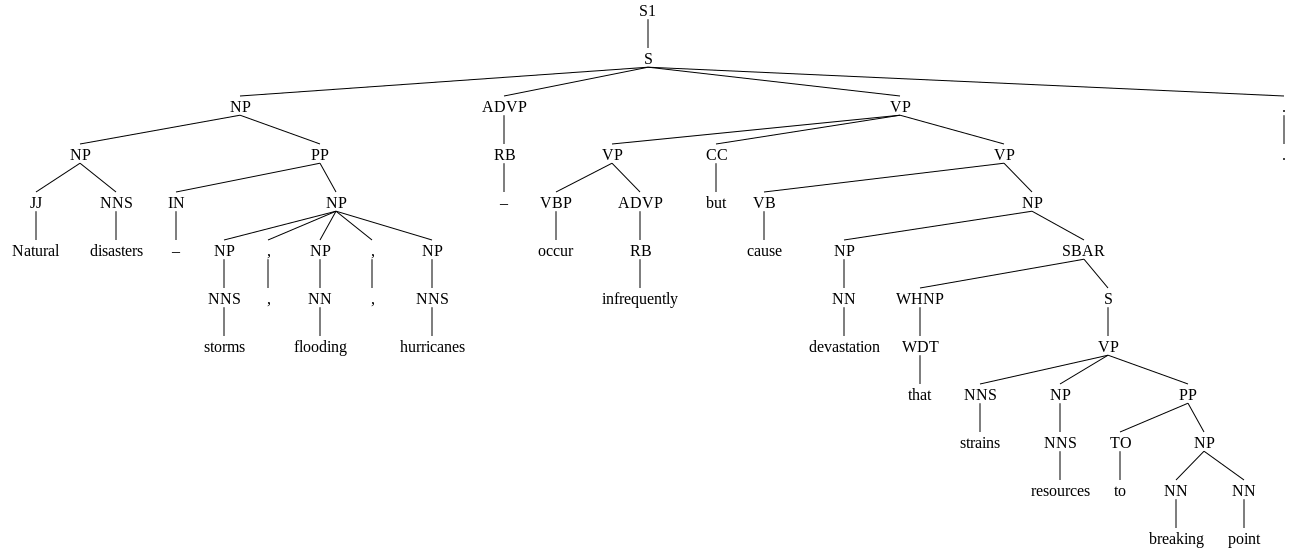 S1
S
NP ADVP VP .
NP PP RB VP CC VP .
JJ NNS IN NP – VBP ADVP but VB NP
Natural disasters – NP , NP , NP occur RB cause NP SBAR
NNS , NN , NNS infrequently NN WHNP S
storms flooding hurricanes devastation WDT VP
that NNS NP PP
strains NNS TO NP
resources to NN NN
breaking point